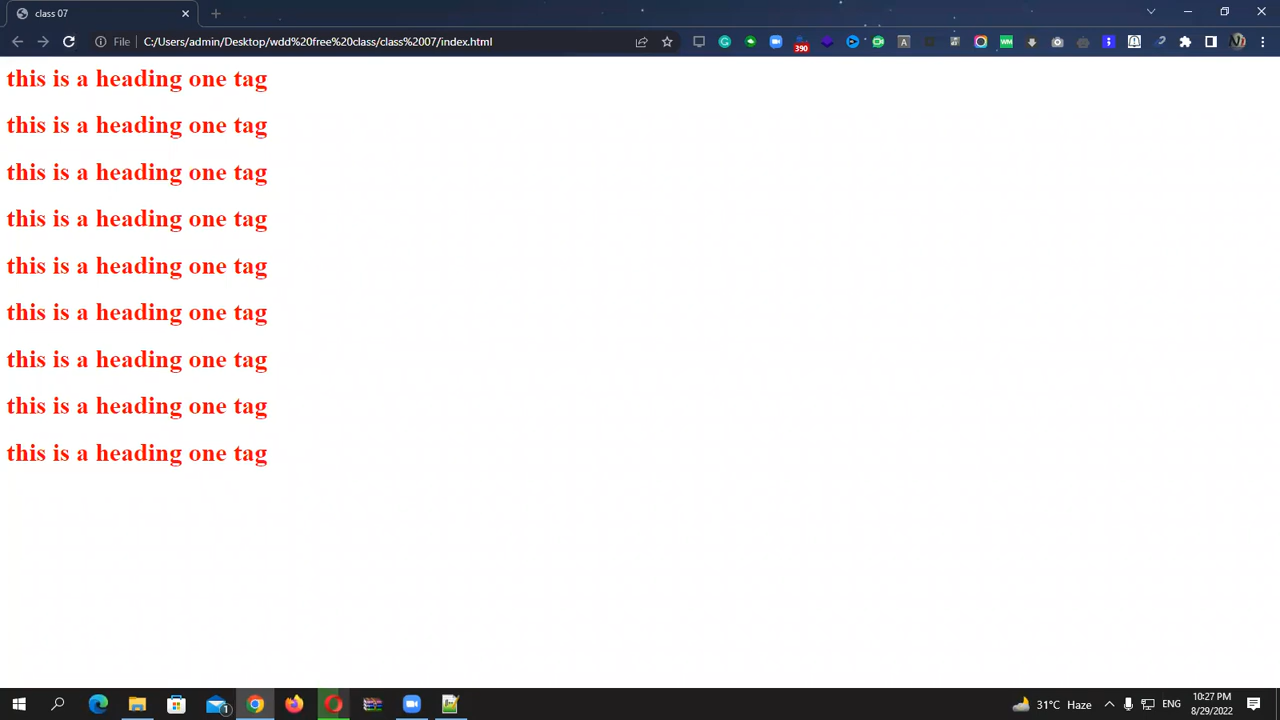 class 07
File
C:/Users/admin/Desktop/wdd%20free%20class/class%2007/index.html
390
A
WM
this is a heading one tag
this is a heading one tag
this is a heading one tag
this is a heading one tag
this is a heading one tag
this is a heading one tag
this is a heading one tag
this is a heading one tag
this is a heading one tag
1
31°C Haze
ENG
10:27 PM
8/29/2022